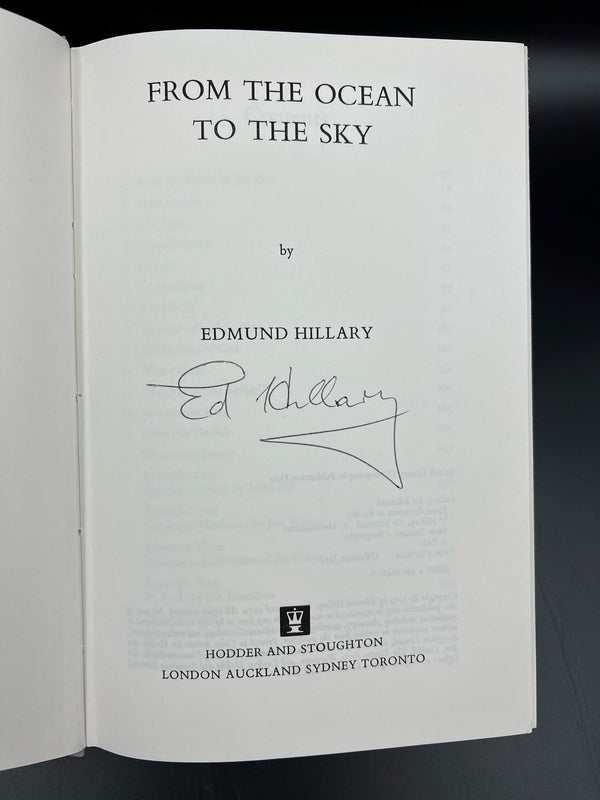 FROM THE OCEAN
TO THE SKY
by
EDMUND HILLARY
Ed Hillary
HODDER AND STOUGHTON
LONDON AUCKLAND SYDNEY TORONTO